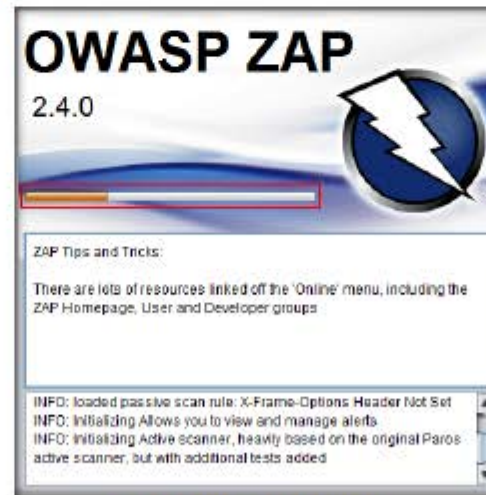 OWASP ZAP
2.4.0
ZAP Tips and Tricks:
There are lots of resources linked off the 'Online' menu, including the
ZAP Homepage, User and Developer groups
INFO: loaded passive scan rule: X-Frame-Options Header Not Set
INFO: Initializing Allows you to view and manage alerts
INFO: Initializing Active scanner, heavily based on the original Paros
active scanner, but with additional tests added